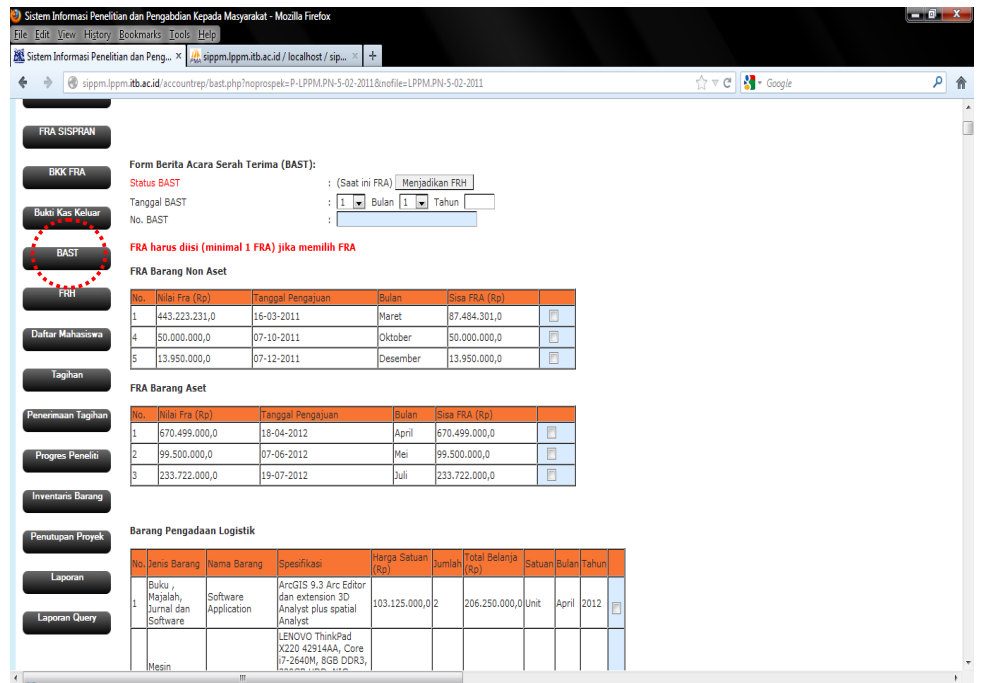 Sistem Informasi Penelitian dan Pengabdian Kepada Masyarakat - Mozilla Firefox
File Edit View History Bookmarks Tools Help
Sistem Informasi Penelitian dan Peng... × sippm.lppm.itb.ac.id / localhost / sip... × +
sippm.lppm.itb.ac.id/accountrep/bast.php?noprospek=P-LPPM.PN-5-02-2011&nofile=LPPM.PN-5-02-2011 Google
FRA SISPRAN
BKK FRA
Bukti Kas Keluar
BAST
FRH
Daftar Mahasiswa
Tagihan
Penerimaan Tagihan
Progres Peneliti
Inventaris Barang
Penutupan Proyek
Laporan
Laporan Query
Form Berita Acara Serah Terima (BAST):
Status BAST : (Saat ini FRA) Menjadikan FRH
Tanggal BAST : 1 Bulan 1 Tahun
No. BAST :
FRA harus diisi (minimal 1 FRA) jika memilih FRA
FRA Barang Non Aset
No. Nilai Fra (Rp) Tanggal Pengajuan Bulan Sisa FRA (Rp)
1 443.223.231,0 16-03-2011 Maret 87.484.301,0
4 50.000.000,0 07-10-2011 Oktober 50.000.000,0
5 13.950.000,0 07-12-2011 Desember 13.950.000,0
FRA Barang Aset
No. Nilai Fra (Rp) Tanggal Pengajuan Bulan Sisa FRA (Rp)
1 670.499.000,0 18-04-2012 April 670.499.000,0
2 99.500.000,0 07-06-2012 Mei 99.500.000,0
3 233.722.000,0 19-07-2012 Juli 233.722.000,0
Barang Pengadaan Logistik
No. Jenis Barang Nama Barang Spesifikasi Harga Satuan (Rp) Jumlah Total Belanja (Rp) Satuan Bulan Tahun
1 Buku , Majalah, Jurnal dan Software Software Application ArcGIS 9.3 Arc Editor dan extension 3D Analyst plus spatial Analyst 103.125.000,0 2 206.250.000,0 Unit April 2012
Mesin LENOVO ThinkPad X220 42914AA, Core i7-2640M, 8GB DDR3,